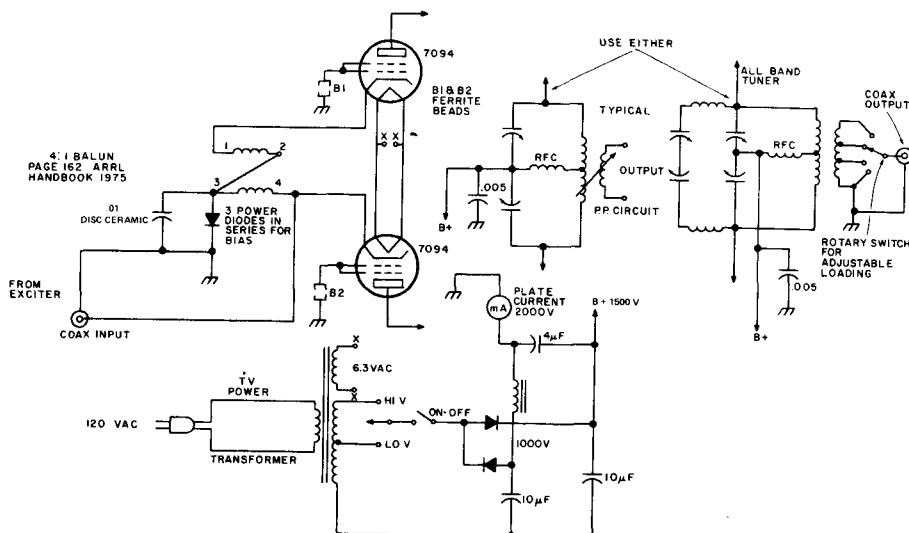 7094
B1
B1 & B2
FERRITE
BEADS
X X
4:1 BALUN
PAGE 162 ARRL
HANDBOOK 1975
1
2
3
4
.01
DISC CERAMIC
3 POWER
DIODES IN
SERIES FOR
BIAS
7094
B2
FROM
EXCITER
COAX INPUT
USE EITHER
TYPICAL
RFC
OUTPUT
.005
B+
P.P. CIRCUIT
ALL BAND
TUNER
COAX
OUTPUT
RFC
ROTARY SWITCH
FOR
ADJUSTABLE
LOADING
.005
B+
PLATE
CURRENT
2000V
mA
B+ 1500 V
4µF
X
6.3VAC
X
TV
POWER
120 VAC
TRANSFORMER
HI V
LO V
ON-OFF
1000V
10µF
10µF